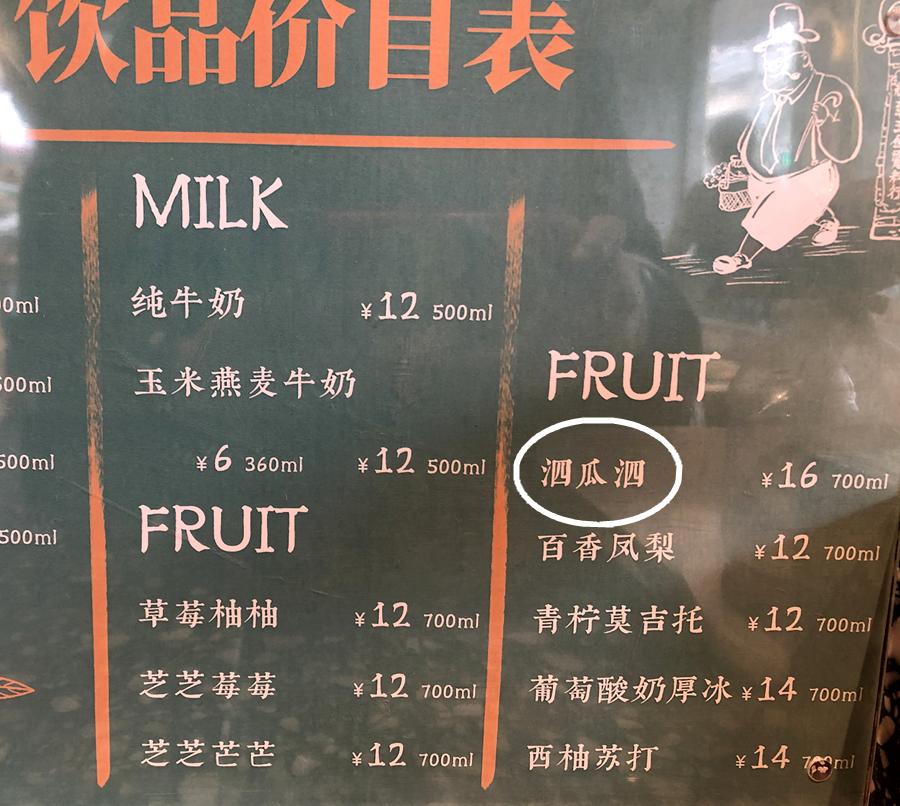 饮品价目表
MILK
纯牛奶 ¥12 500ml
玉米燕麦牛奶
¥6 360ml ¥12 500ml
FRUIT
草莓柚柚 ¥12 700ml
芝芝莓莓 ¥12 700ml
芝芝芒芒 ¥12 700ml
FRUIT
泗瓜泗 ¥16 700ml
百香凤梨 ¥12 700ml
青柠莫吉托 ¥12 700ml
葡萄酸奶厚冰 ¥14 700ml
西柚苏打 ¥14 700ml
500ml
500ml
500ml